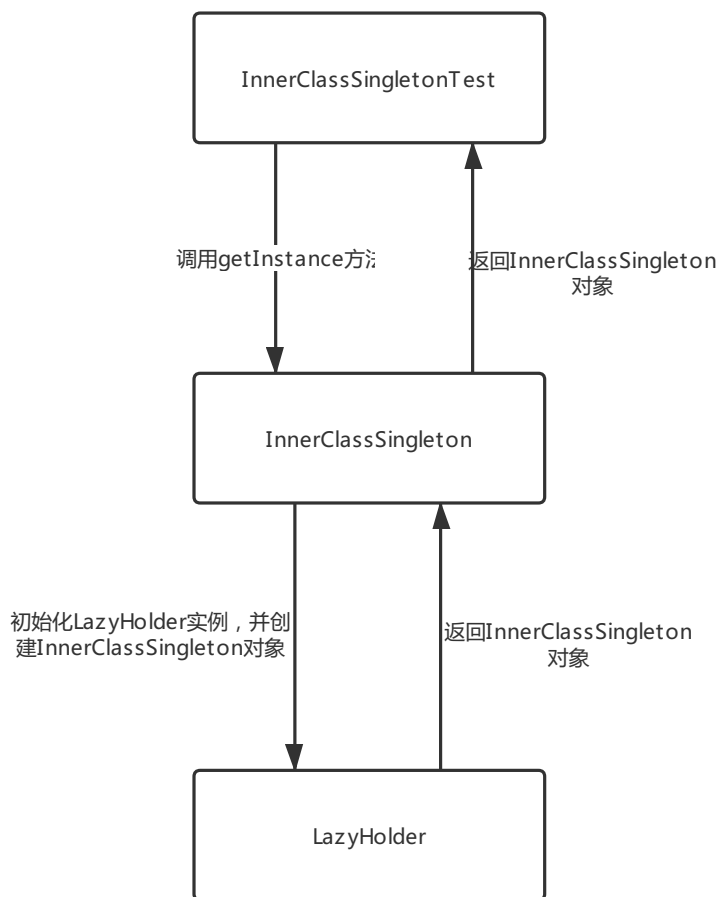 InnerClassSingletonTest
调用getInstance方法
返回InnerClassSingleton
对象
InnerClassSingleton
初始化LazyHolder实例，并创
建InnerClassSingleton对象
返回InnerClassSingleton
对象
LazyHolder